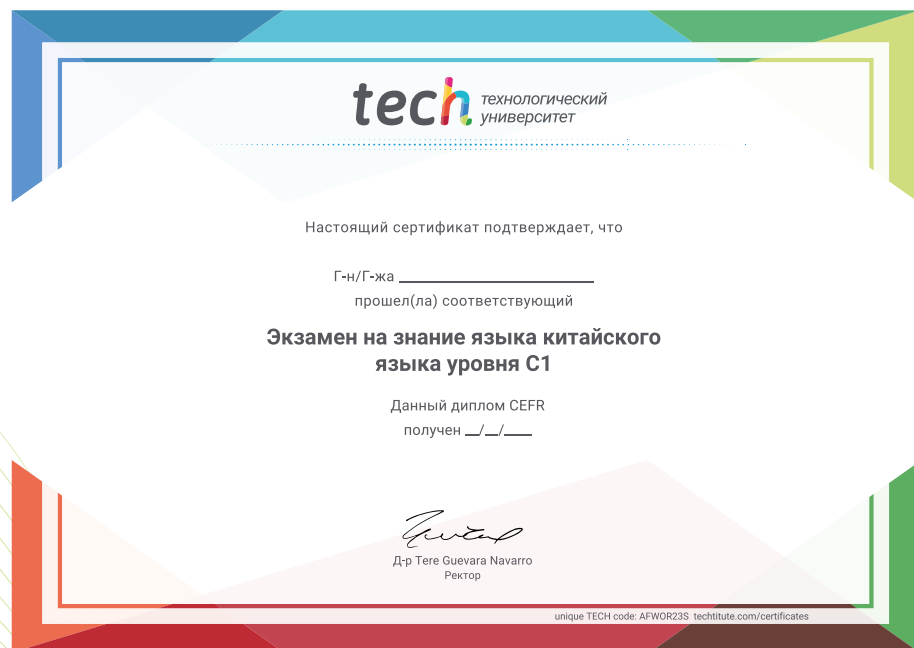 tech технологический
университет
Настоящий сертификат подтверждает, что
Г-н/Г-жа
прошел(ла) соответствующий
Экзамен на знание языка китайского
языка уровня C1
Данный диплом CEFR
получен __/__/____
Д-р Tere Guevara Navarro
Ректор
unique TECH code: AFWOR23S techtitute.com/certificates